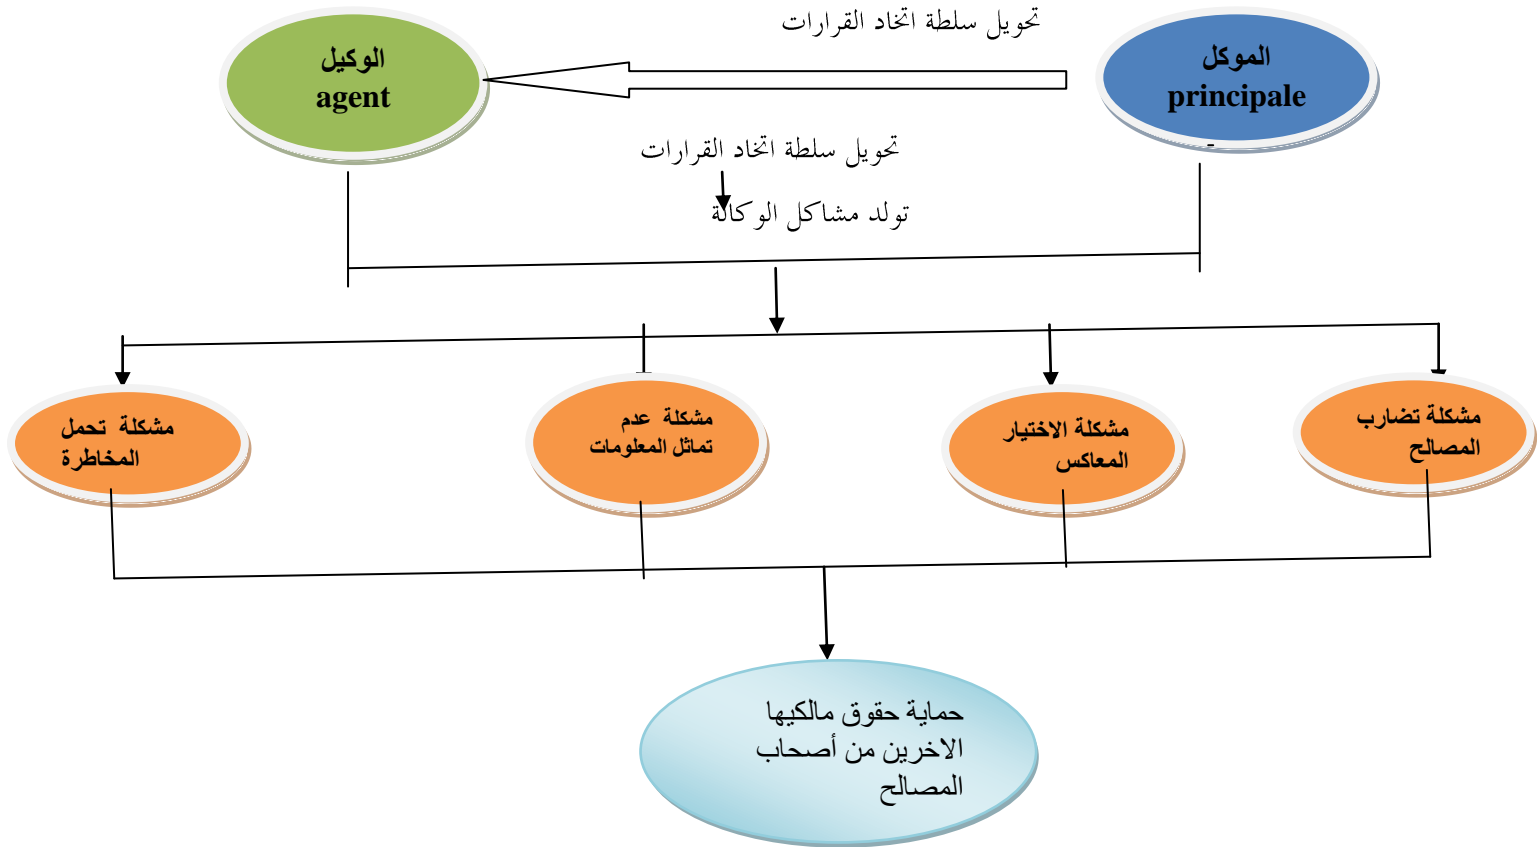 تحويل سلطة اتخاد القرارات
الموكل
principale
-
الوكيل
agent
تحويل سلطة اتخاد القرارات
تولد مشاكل الوكالة
مشكلة تضارب
المصالح
مشكلة الاختيار
المعاكس
مشكلة عدم
تماثل المعلومات
مشكلة تحمل
المخاطرة
حماية حقوق مالكيها
الاخرين من أصحاب
المصالح